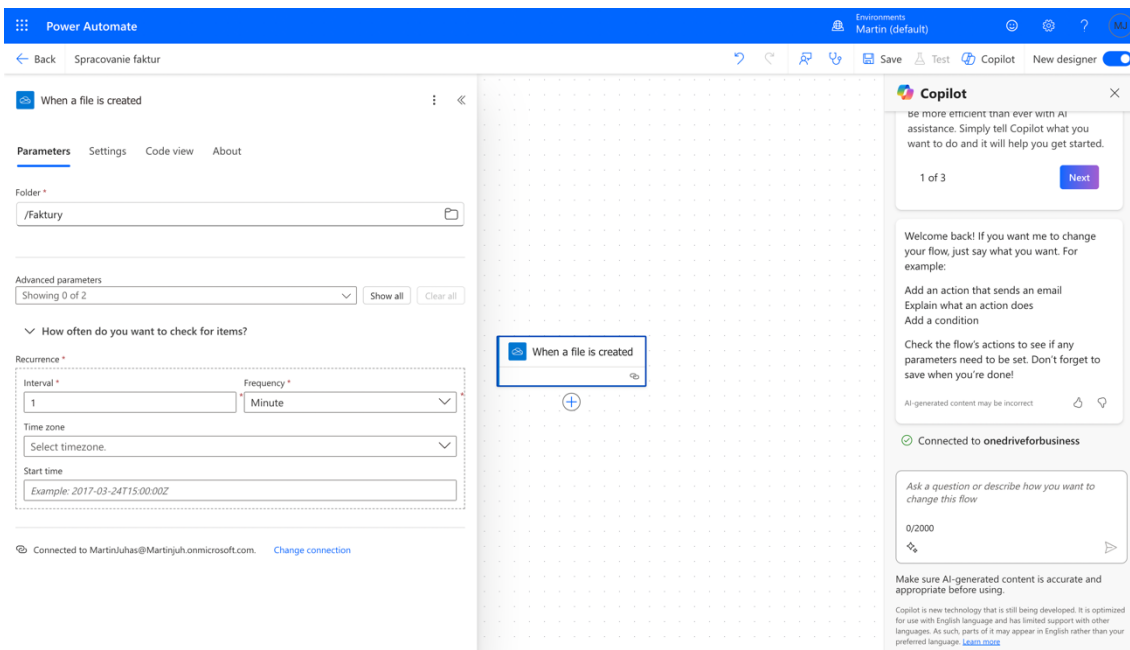 Power Automate
Environments
Martin (default)
MJ
Back
Spracovanie faktur
Save
Test
Copilot
New designer
When a file is created
Parameters
Settings
Code view
About
Folder *
/Faktury
Advanced parameters
Showing 0 of 2
Show all
Clear all
How often do you want to check for items?
Recurrence *
Interval *
Frequency *
1
*
Minute
*
Time zone
Select timezone.
Start time
Example: 2017-03-24T15:00:00Z
Connected to MartinJuhas@Martinjuh.onmicrosoft.com.
Change connection
When a file is created
Copilot
Be more efficient than ever with AI
assistance. Simply tell Copilot what you
want to do and it will help you get started.
1 of 3
Next
Welcome back! If you want me to change
your flow, just say what you want. For
example:
Add an action that sends an email
Explain what an action does
Add a condition
Check the flow's actions to see if any
parameters need to be set. Don't forget to
save when you're done!
AI-generated content may be incorrect
Connected to onedriveforbusiness
Ask a question or describe how you want to
change this flow
0/2000
Make sure AI-generated content is accurate and
appropriate before using.
Copilot is new technology that is still being developed. It is optimized
for use with English language and has limited support with other
languages. As such, parts of it may appear in English rather than your
preferred language. Learn more